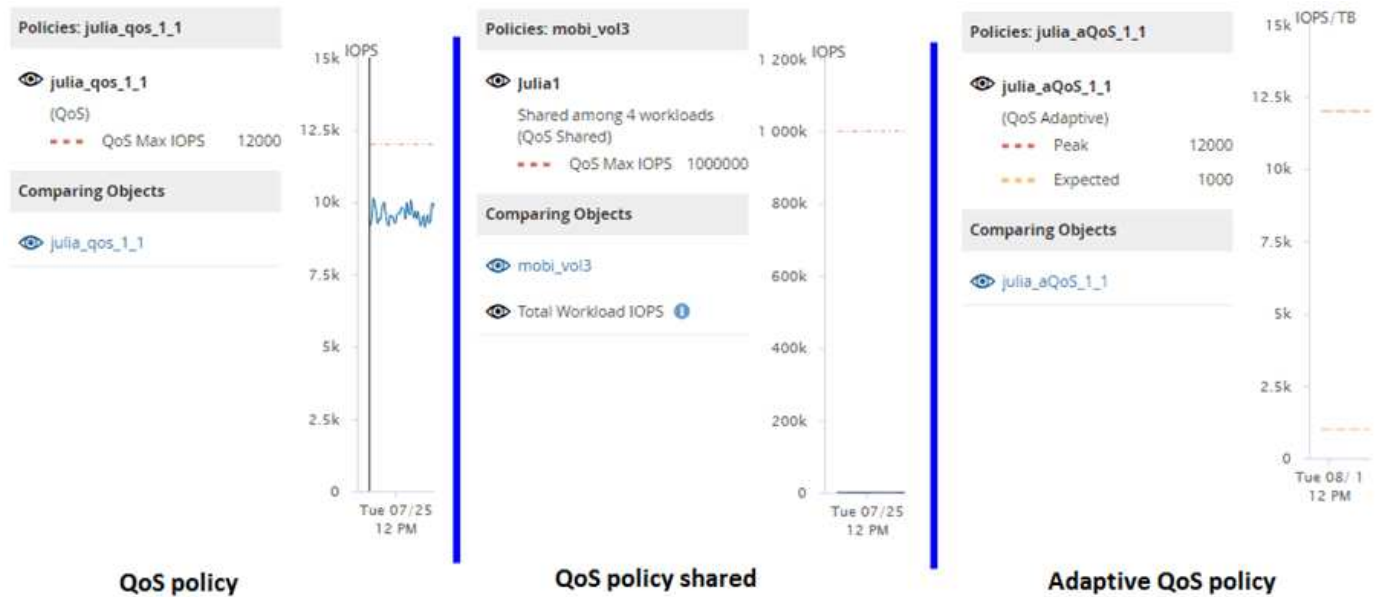 Policies: julia_qos_1_1
julia_qos_1_1
(QoS)
QoS Max IOPS 12000
Comparing Objects
julia_qos_1_1
IOPS
15k
12.5k
10k
7.5k
5k
2.5k
0
Tue 07/25
12 PM
QoS policy
Policies: mobi_vol3
Julia1
Shared among 4 workloads
(QoS Shared)
QoS Max IOPS 1000000
Comparing Objects
mobi_vol3
Total Workload IOPS
IOPS
1 200k
1 000k
800k
600k
400k
200k
0
Tue 07/25
12 PM
QoS policy shared
Policies: julia_aQoS_1_1
julia_aQoS_1_1
(QoS Adaptive)
Peak 12000
Expected 1000
Comparing Objects
julia_aQoS_1_1
IOPS/TB
15k
12.5k
10k
7.5k
5k
2.5k
0
Tue 08/ 1
12 PM
Adaptive QoS policy